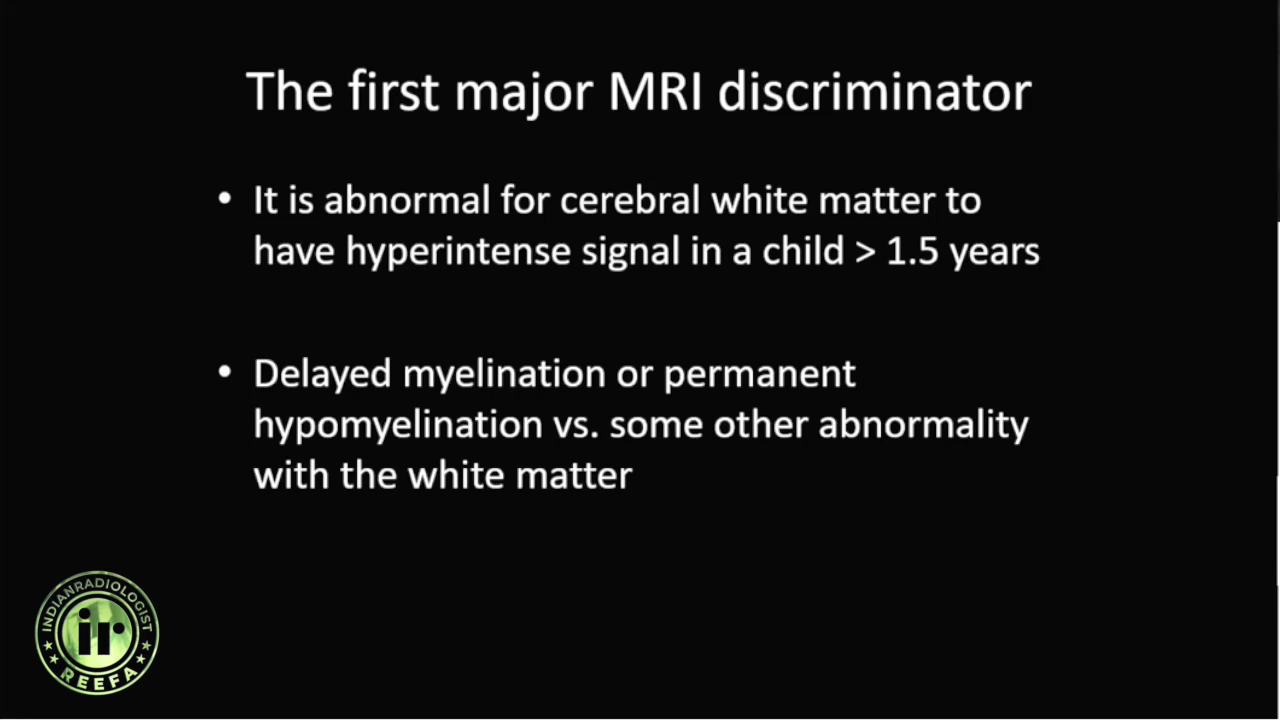 The first major MRI discriminator
• It is abnormal for cerebral white matter to
have hyperintense signal in a child > 1.5 years
• Delayed myelination or permanent
hypomyelination vs. some other abnormality
with the white matter
INDIANRADIOLOGIST
ir
REEFA